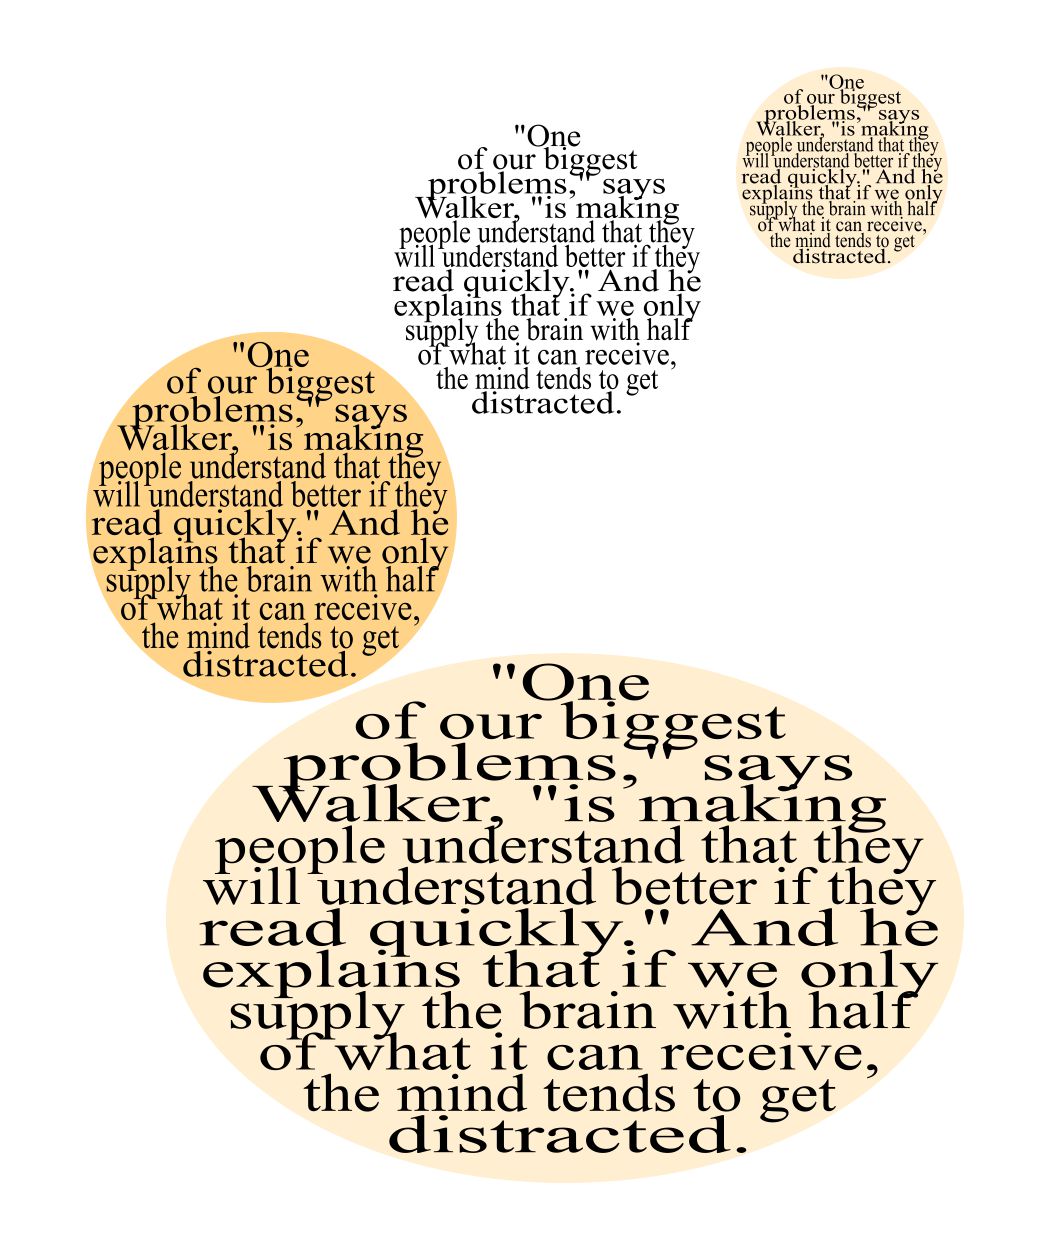 "One
of our biggest
problems," says
Walker, "is making
people understand that they
will understand better if they
read quickly." And he
explains that if we only
supply the brain with half
of what it can receive,
the mind tends to get
distracted.
"One
of our biggest
problems," says
Walker, "is making
people understand that they
will understand better if they
read quickly." And he
explains that if we only
supply the brain with half
of what it can receive,
the mind tends to get
distracted.
"One
of our biggest
problems," says
Walker, "is making
people understand that they
will understand better if they
read quickly." And he
explains that if we only
supply the brain with half
of what it can receive,
the mind tends to get
distracted.
"One
of our biggest
problems," says
Walker, "is making
people understand that they
will understand better if they
read quickly." And he
explains that if we only
supply the brain with half
of what it can receive,
the mind tends to get
distracted.